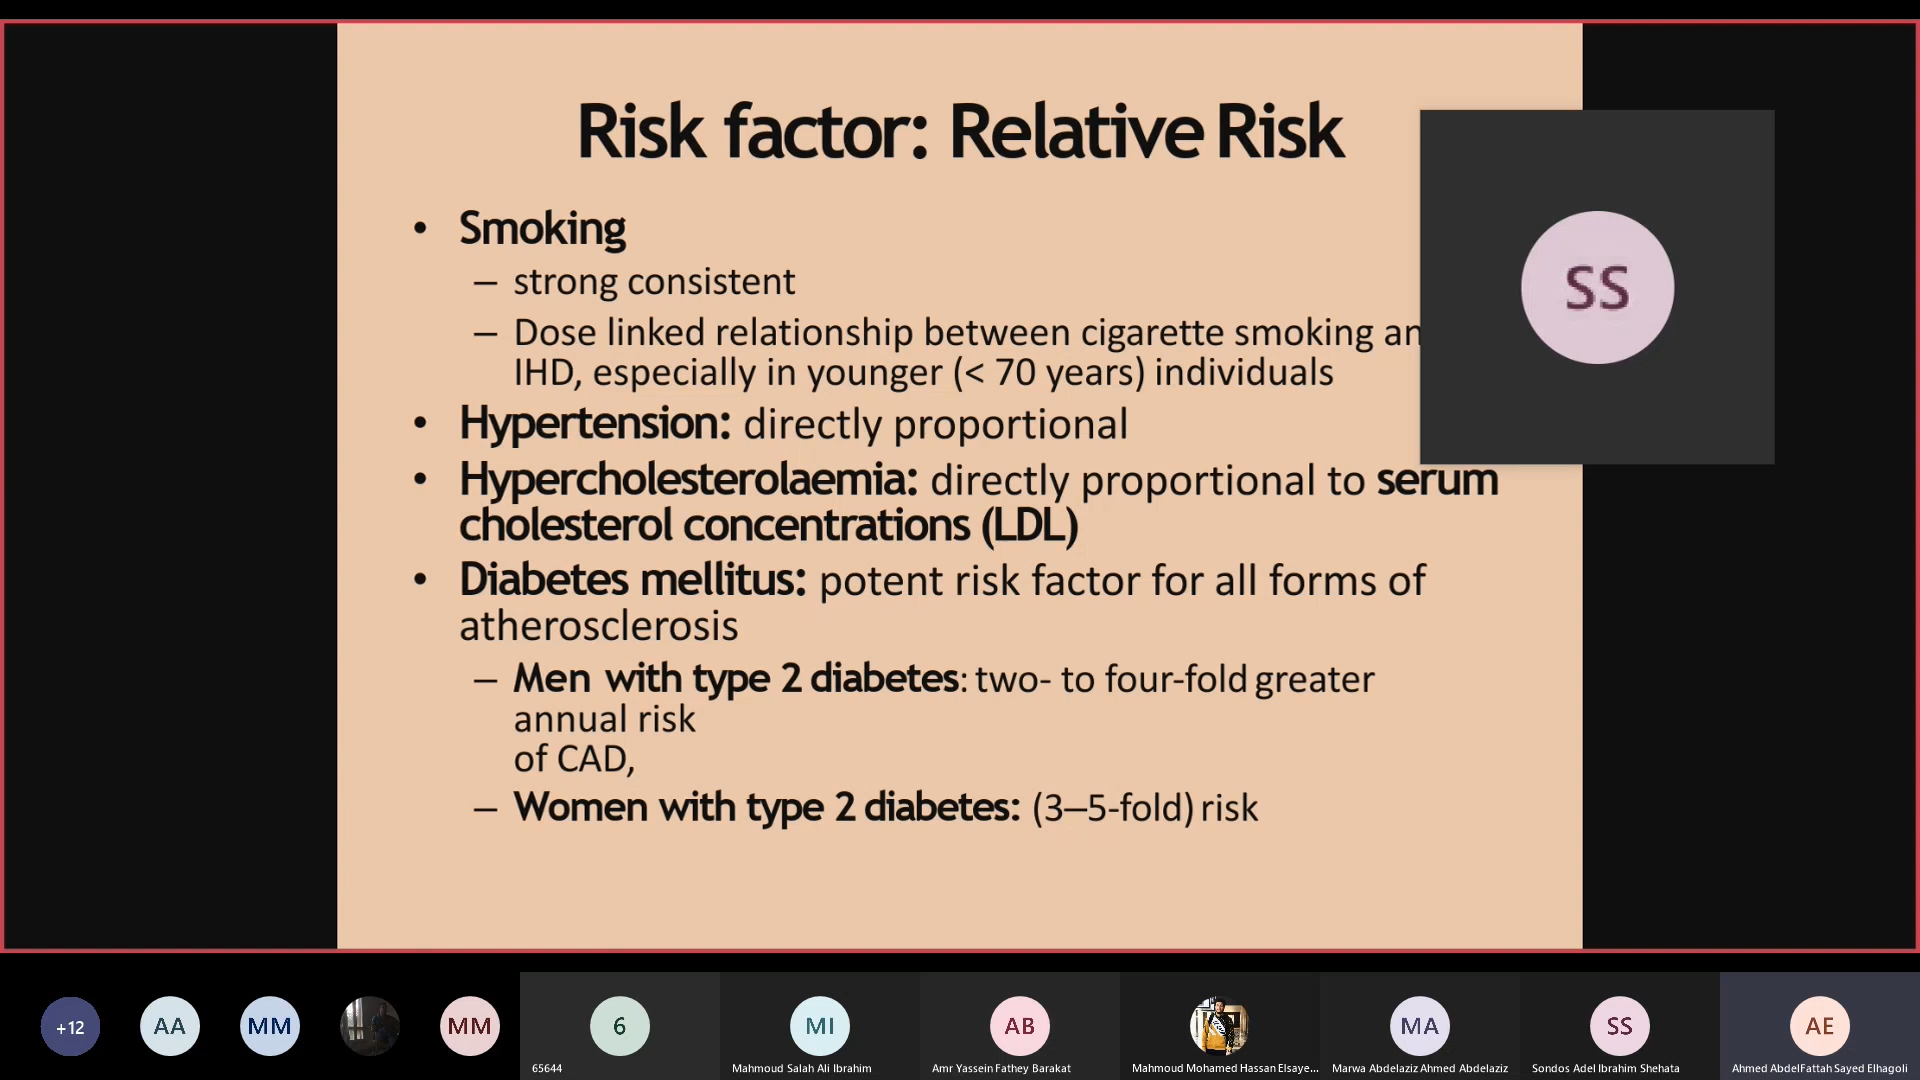 Risk factor: Relative Risk
SS
• Smoking
– strong consistent
– Dose linked relationship between cigarette smoking an
IHD, especially in younger (< 70 years) individuals
• Hypertension: directly proportional
• Hypercholesterolaemia: directly proportional to serum
cholesterol concentrations (LDL)
• Diabetes mellitus: potent risk factor for all forms of
atherosclerosis
– Men with type 2 diabetes: two- to four-fold greater
annual risk
of CAD,
– Women with type 2 diabetes: (3–5-fold) risk
+12
AA
MM
MM
6
MI
AB
MA
SS
AE
65644
Mahmoud Salah Ali Ibrahim
Amr Yassein Fathey Barakat
Mahmoud Mohamed Hassan Elsaye...
Marwa Abdelaziz Ahmed Abdelaziz
Sondos Adel Ibrahim Shehata
Ahmed AbdelFattah Sayed Elhagoli